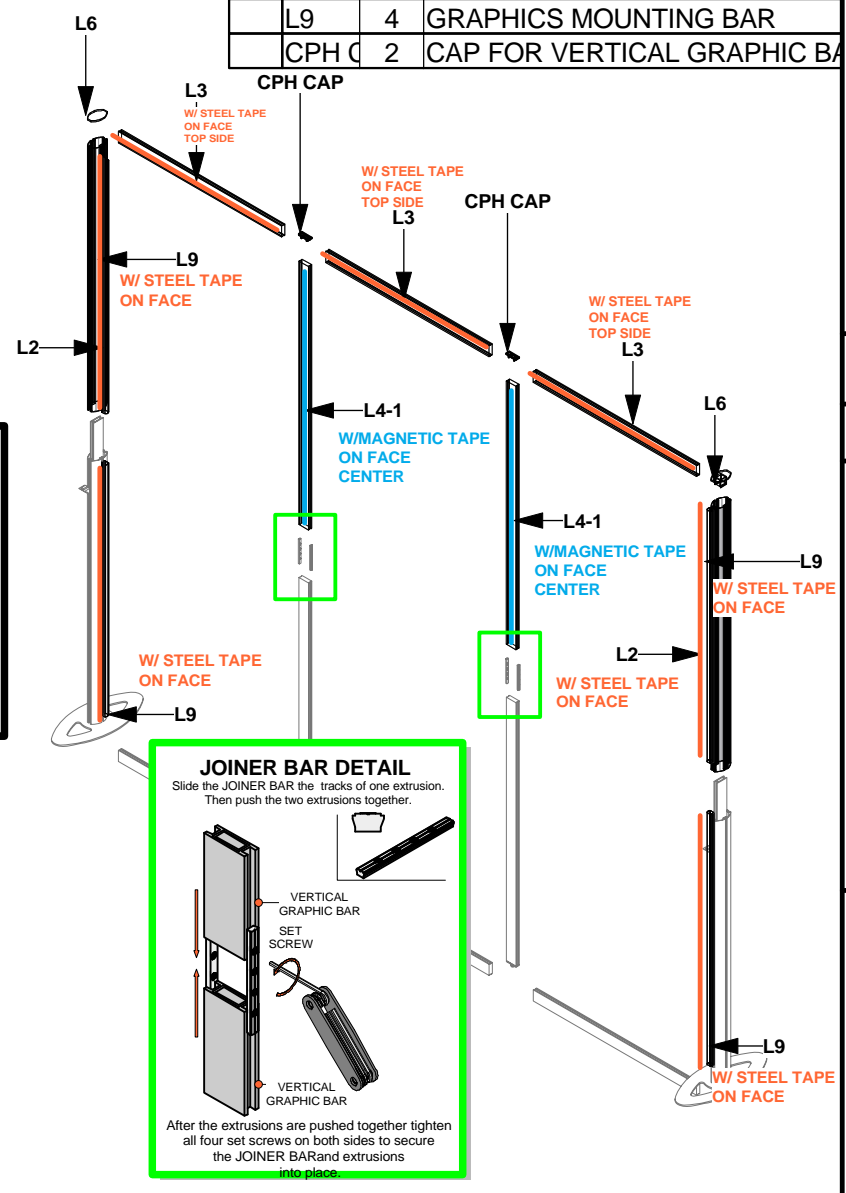 L9 4 GRAPHICS MOUNTING BAR
CPH 2 CAP FOR VERTICAL GRAPHIC
L6
L3
W/ STEEL TAPE
ON FACE
TOP SIDE
CPH CAP
W/ STEEL TAPE
ON FACE
TOP SIDE
L3
CPH CAP
L9
W/ STEEL TAPE
ON FACE
W/ STEEL TAPE
ON FACE
TOP SIDE
L3
L2
L6
L4-1
W/MAGNETIC TAPE
ON FACE
CENTER
L4-1
W/MAGNETIC TAPE
ON FACE
CENTER
L9
W/ STEEL TAPE
ON FACE
L2
W/ STEEL TAPE
ON FACE
W/ STEEL TAPE
ON FACE
L9
JOINER BAR DETAIL
Slide the JOINER BAR the tracks of one extrusion.
Then push the two extrusions together.
VERTICAL
GRAPHIC BAR
SET
SCREW
VERTICAL
GRAPHIC BAR
After the extrusions are pushed together tighten
all four set screws on both sides to secure
the JOINER BARand extrusions
into place.
L9
W/ STEEL TAPE
ON FACE